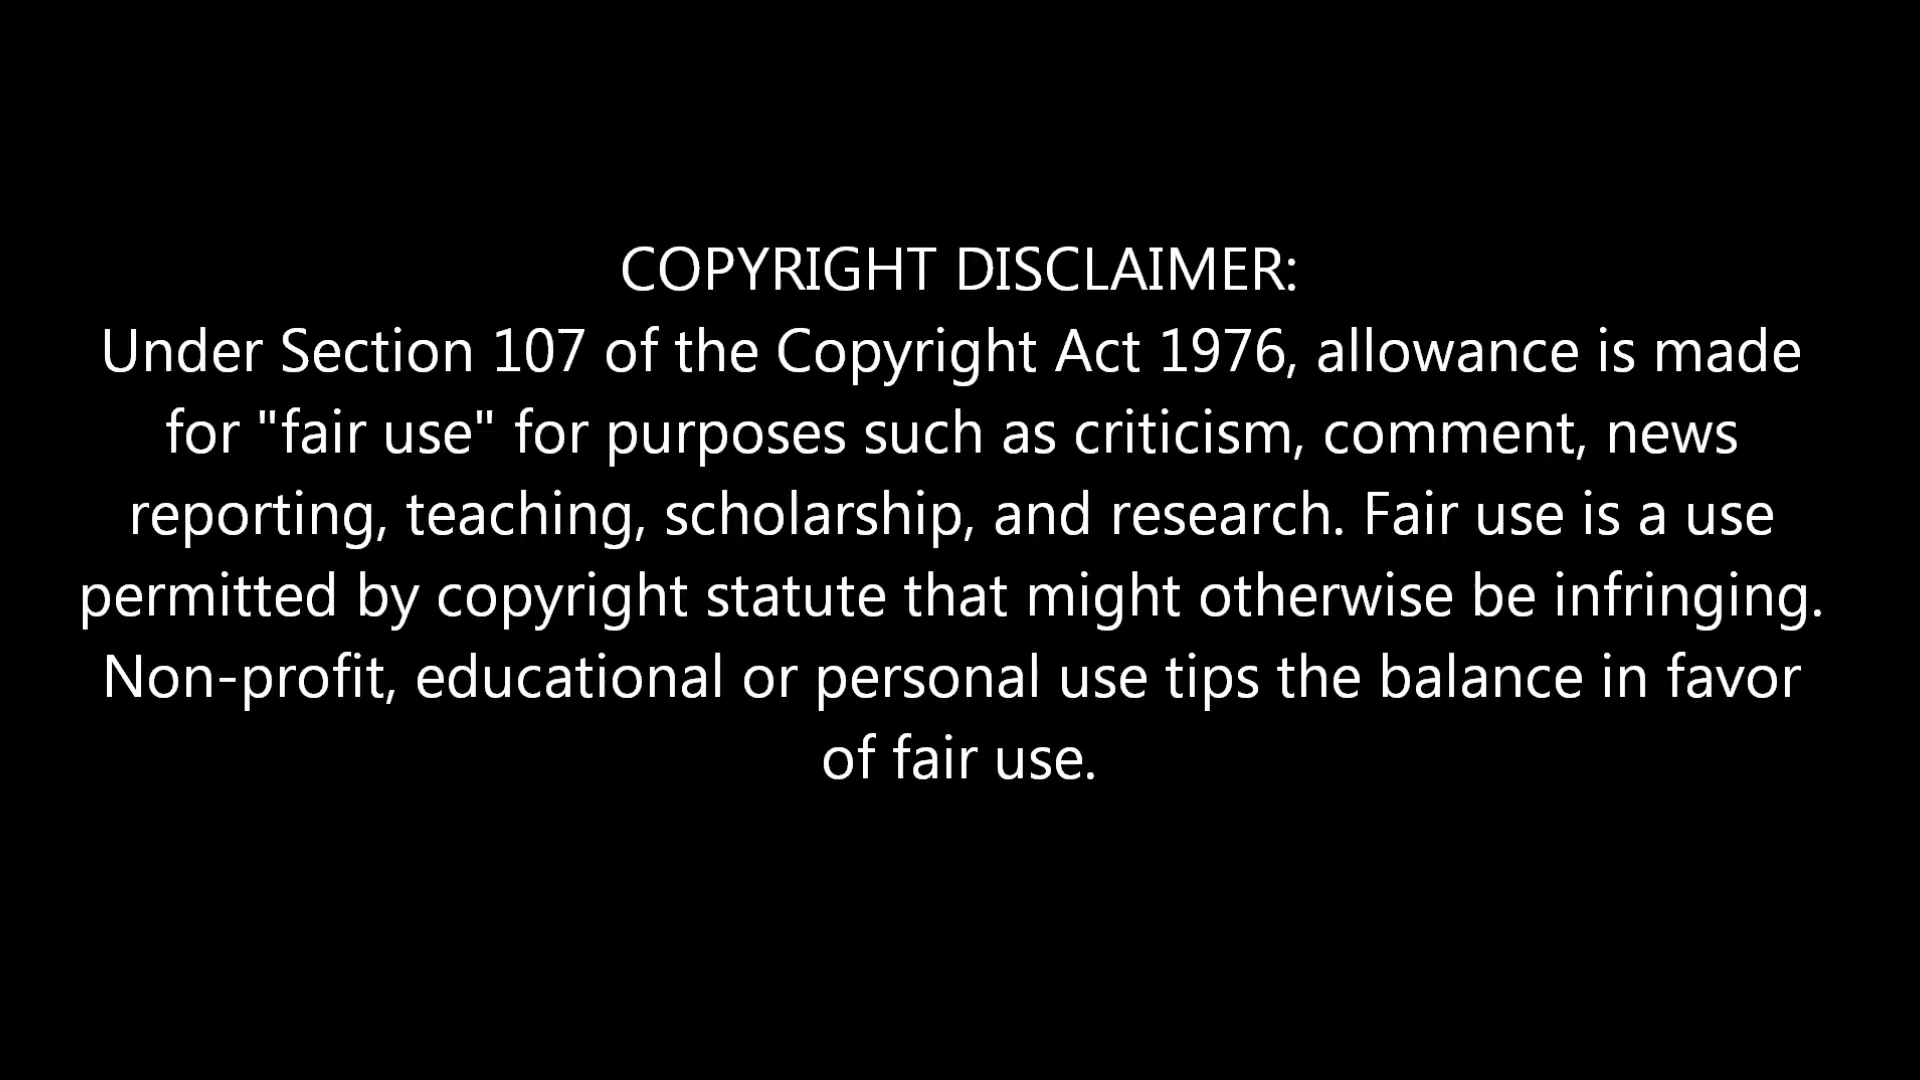 COPYRIGHT DISCLAIMER:
Under Section 107 of the Copyright Act 1976, allowance is made
for "fair use" for purposes such as criticism, comment, news
reporting, teaching, scholarship, and research. Fair use is a use
permitted by copyright statute that might otherwise be infringing.
Non-profit, educational or personal use tips the balance in favor
of fair use.